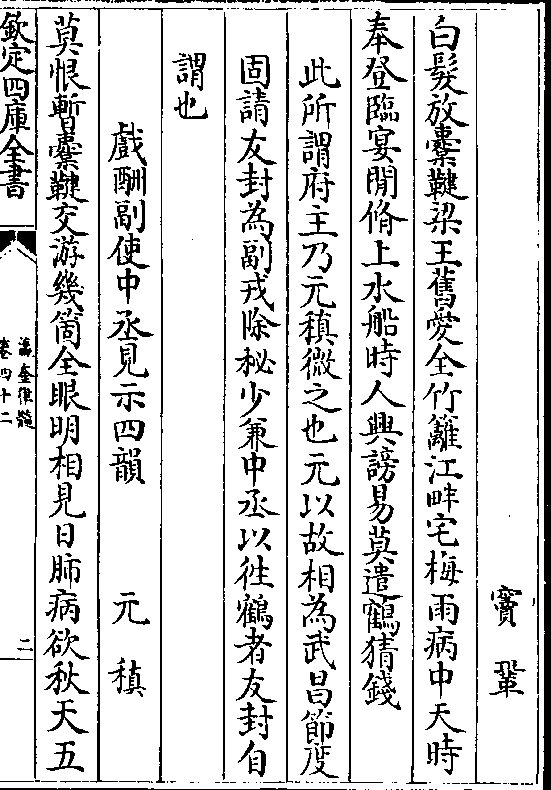 竇鞏
白髮放櫜鞬梁王舊愛全竹籬江畔宅梅雨病中天時
奉登臨宴閒脩上水船時人興謗易莫遣鶴猜錢
此所謂府主乃元稹微之也元以故相為武昌節度
固請友封為副戎除秘少兼中丞以徃鶴者友封自
謂也
戲酬副使中丞見示四韻　元稹
莫恨暫櫜鞬交游幾箇全眼明相見日肺病欲秋天五
欽定四庫全書
瀛奎律髓
卷四十二
二